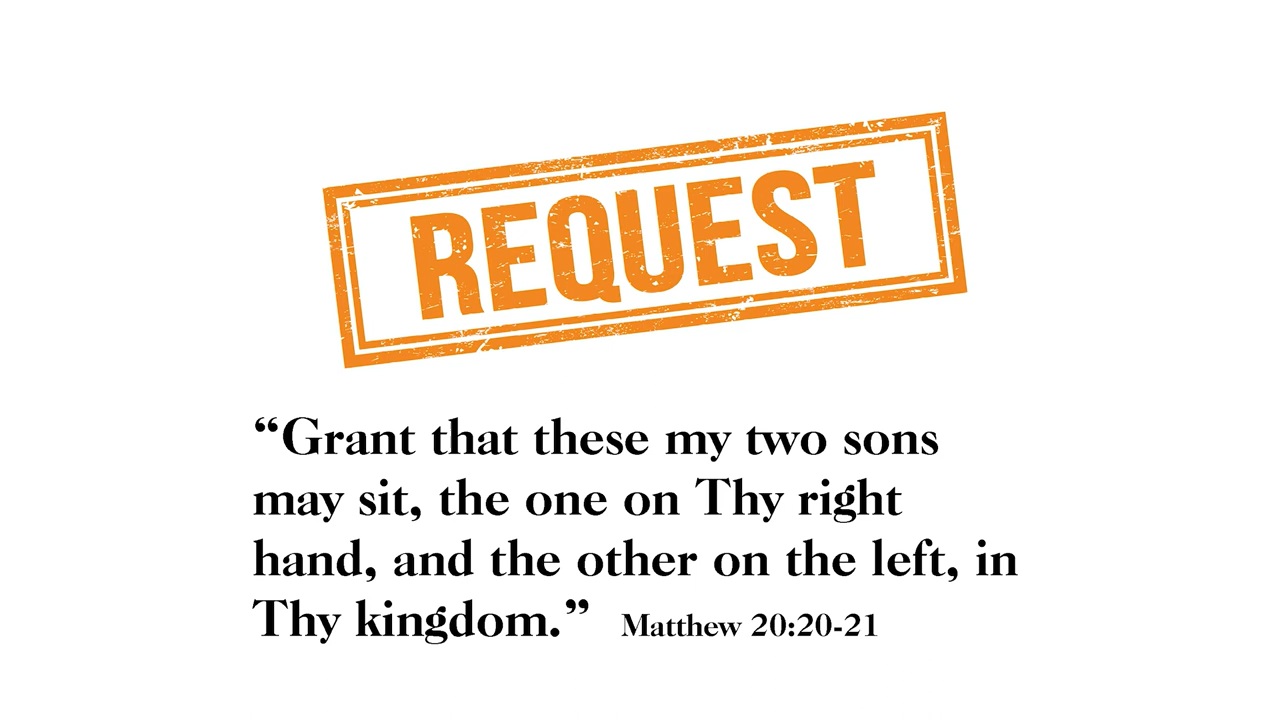 REQUEST
“Grant that these my two sons
may sit, the one on Thy right
hand, and the other on the left, in
Thy kingdom.” Matthew 20:20-21